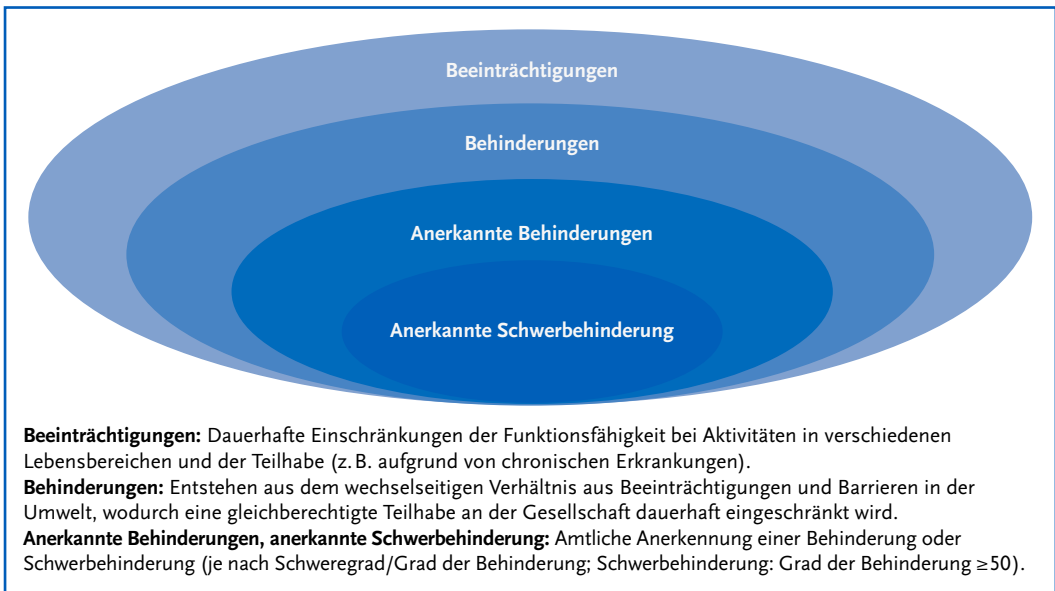 Beeinträchtigungen
Behinderungen
Anerkannte Behinderungen
Anerkannte Schwerbehinderung
Beeinträchtigungen: Dauerhafte Einschränkungen der Funktionsfähigkeit bei Aktivitäten in verschiedenen
Lebensbereichen und der Teilhabe (z. B. aufgrund von chronischen Erkrankungen).
Behinderungen: Entstehen aus dem wechselseitigen Verhältnis aus Beeinträchtigungen und Barrieren in der
Umwelt, wodurch eine gleichberechtigte Teilhabe an der Gesellschaft dauerhaft eingeschränkt wird.
Anerkannte Behinderungen, anerkannte Schwerbehinderung: Amtliche Anerkennung einer Behinderung oder
Schwerbehinderung (je nach Schweregrad/Grad der Behinderung; Schwerbehinderung: Grad der Behinderung ≥50).